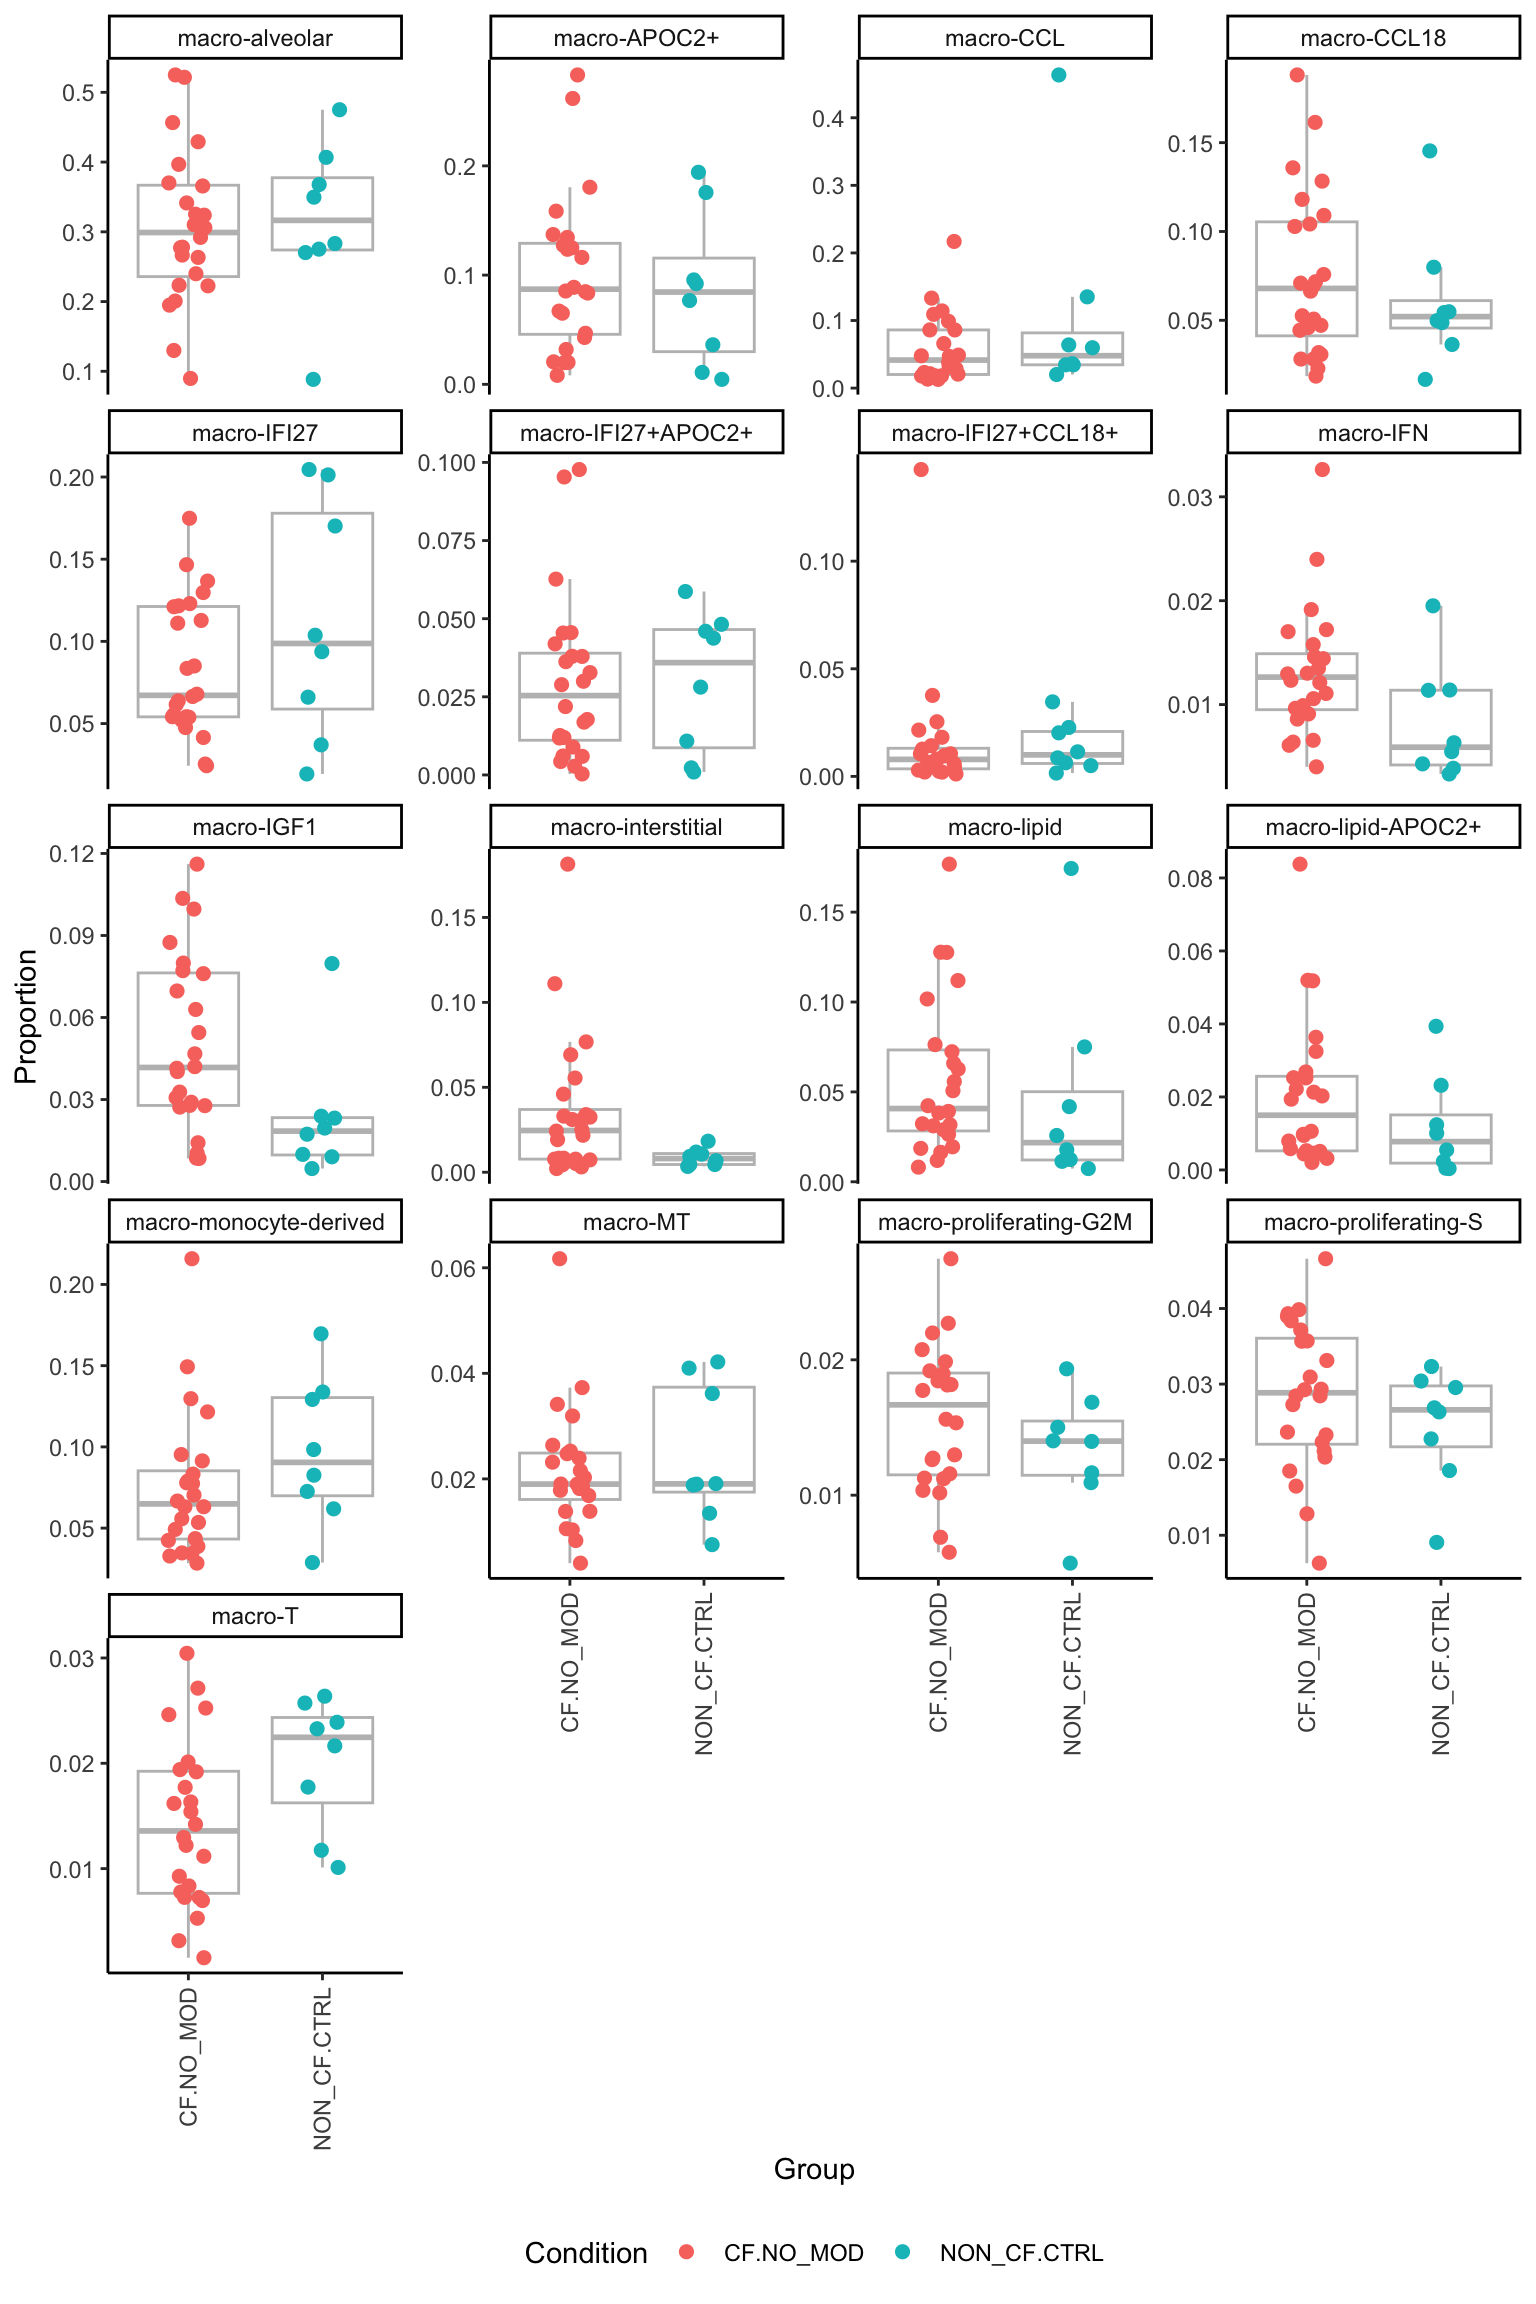 macro-alveolar
macro-APOC2+
macro-CCL
macro-CCL18
0.5
0.4
0.3
0.2
0.1
0.2
0.1
0.0
0.4
0.3
0.2
0.1
0.0
0.15
0.10
0.05
macro-IFI27
macro-IFI27+APOC2+
macro-IFI27+CCL18+
macro-IFN
0.20
0.15
0.10
0.05
0.100
0.075
0.050
0.025
0.000
0.10
0.05
0.00
0.03
0.02
0.01
macro-IGF1
macro-interstitial
macro-lipid
macro-lipid-APOC2+
0.12
0.09
0.06
0.03
0.00
0.15
0.10
0.05
0.00
0.15
0.10
0.05
0.00
0.08
0.06
0.04
0.02
0.00
Proportion
macro-monocyte-derived
macro-MT
macro-proliferating-G2M
macro-proliferating-S
0.20
0.15
0.10
0.05
0.06
0.04
0.02
0.02
0.01
0.04
0.03
0.02
0.01
CF.NO_MOD
NON_CF.CTRL
CF.NO_MOD
NON_CF.CTRL
CF.NO_MOD
NON_CF.CTRL
macro-T
0.03
0.02
0.01
CF.NO_MOD
NON_CF.CTRL
Group
Condition CF.NO_MOD NON_CF.CTRL